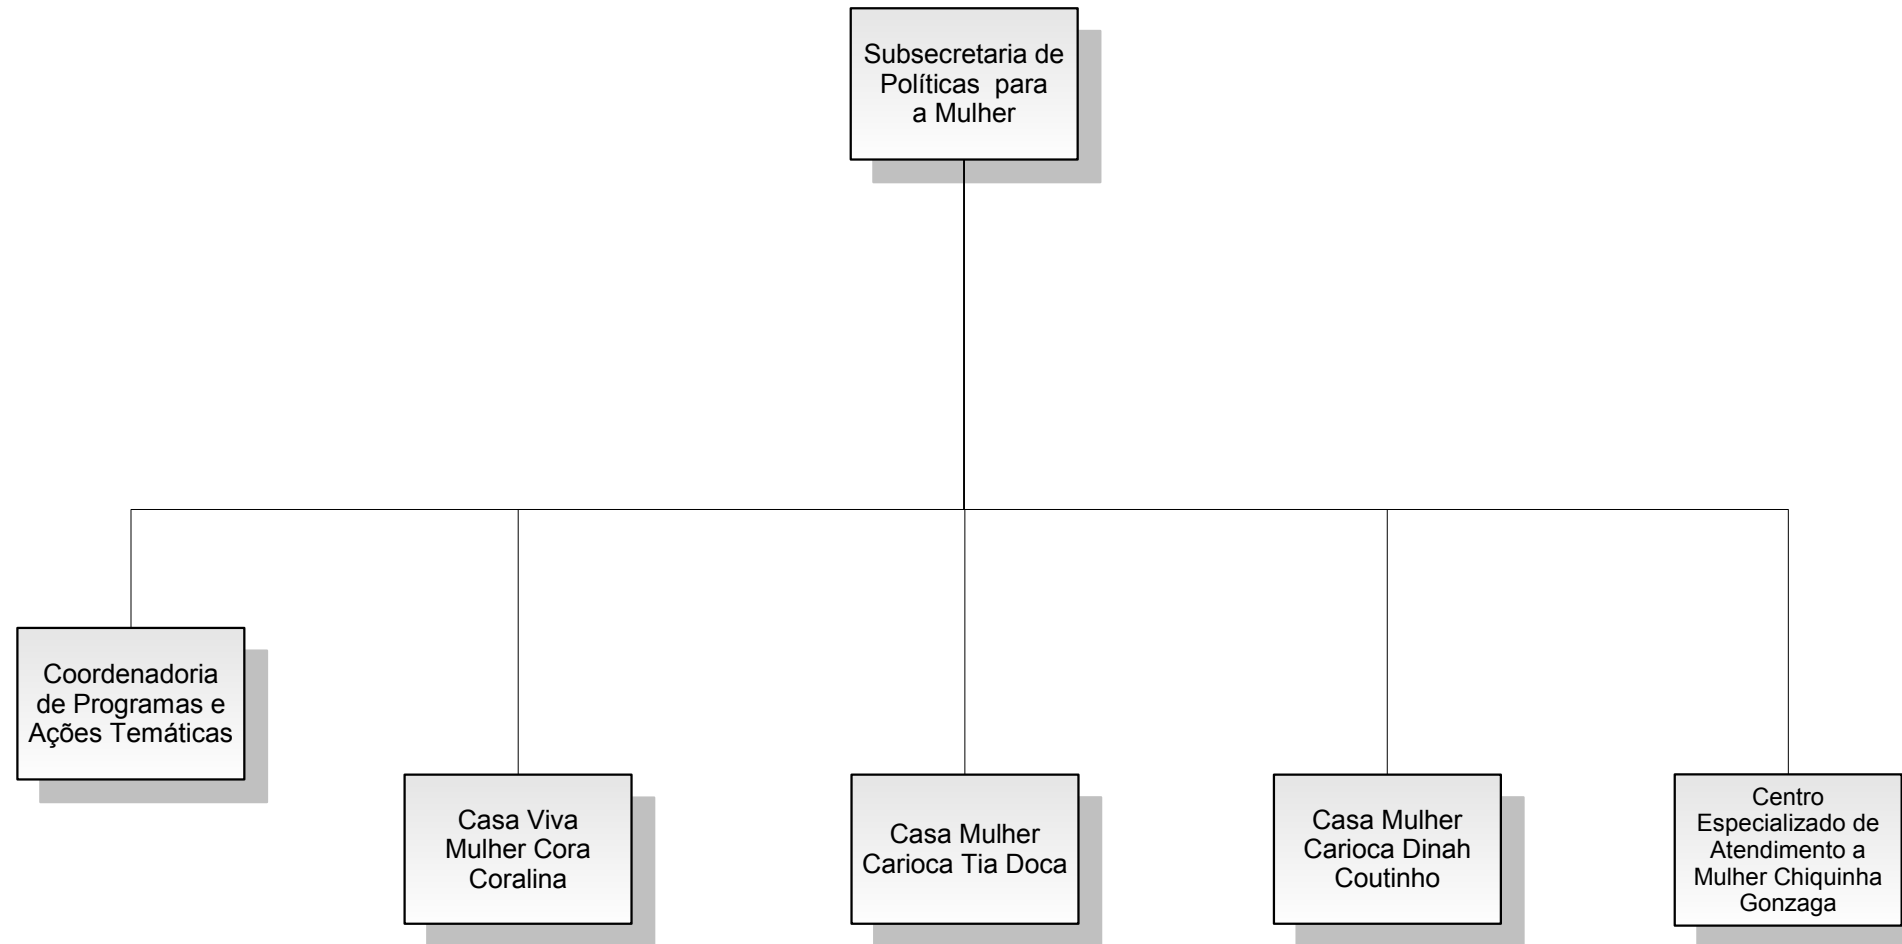 Subsecretaria de
Políticas  para
a Mulher
Coordenadoria
de Programas e
Ações Temáticas
Casa Viva
Mulher Cora
Coralina
Casa Mulher
Carioca Tia Doca
Casa Mulher
Carioca Dinah
Coutinho
Centro
Especializado de
Atendimento a
Mulher Chiquinha
Gonzaga